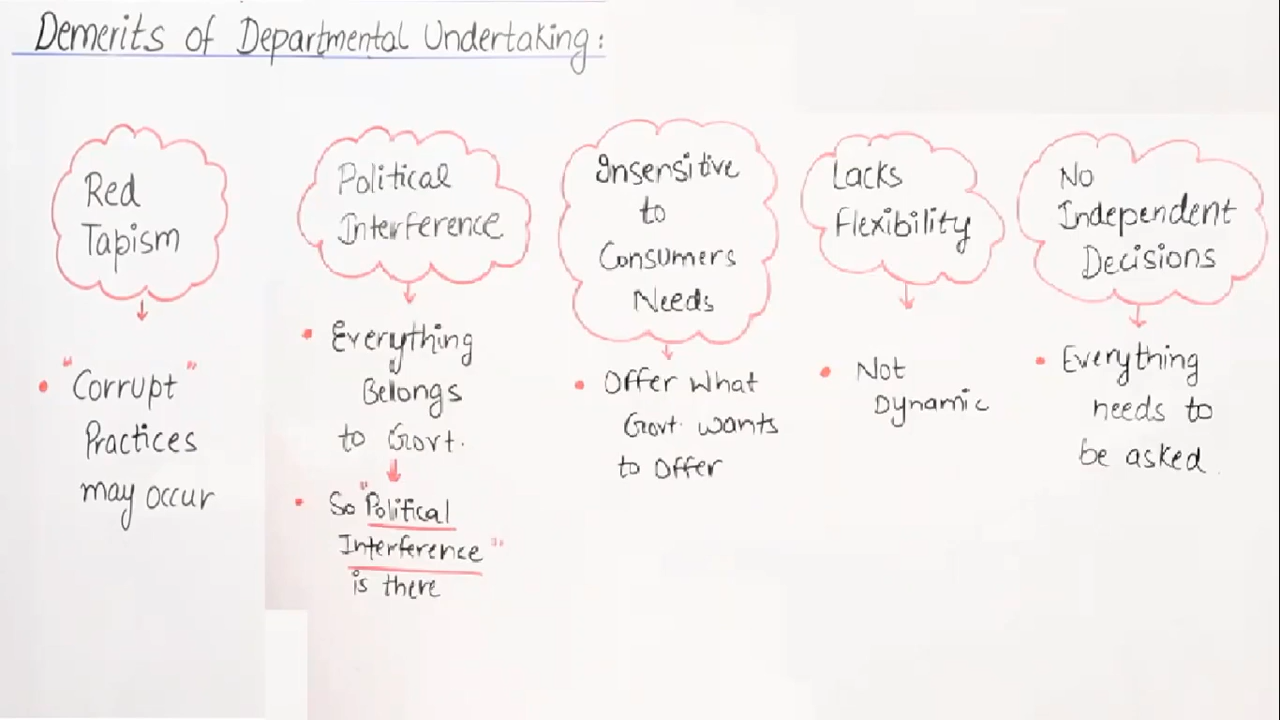 Demerits of Departmental Undertaking:
Red
Tapism
"Corrupt"
Practices
may occur
Political
Interference
Everything
Belongs
to Govt.
So "Political
Interference"
is there
Insensitive
to
Consumers
Needs
Offer what
Govt. wants
to offer
Lacks
Flexibility
Not
Dynamic
No
Independent
Decisions
Everything
needs to
be asked